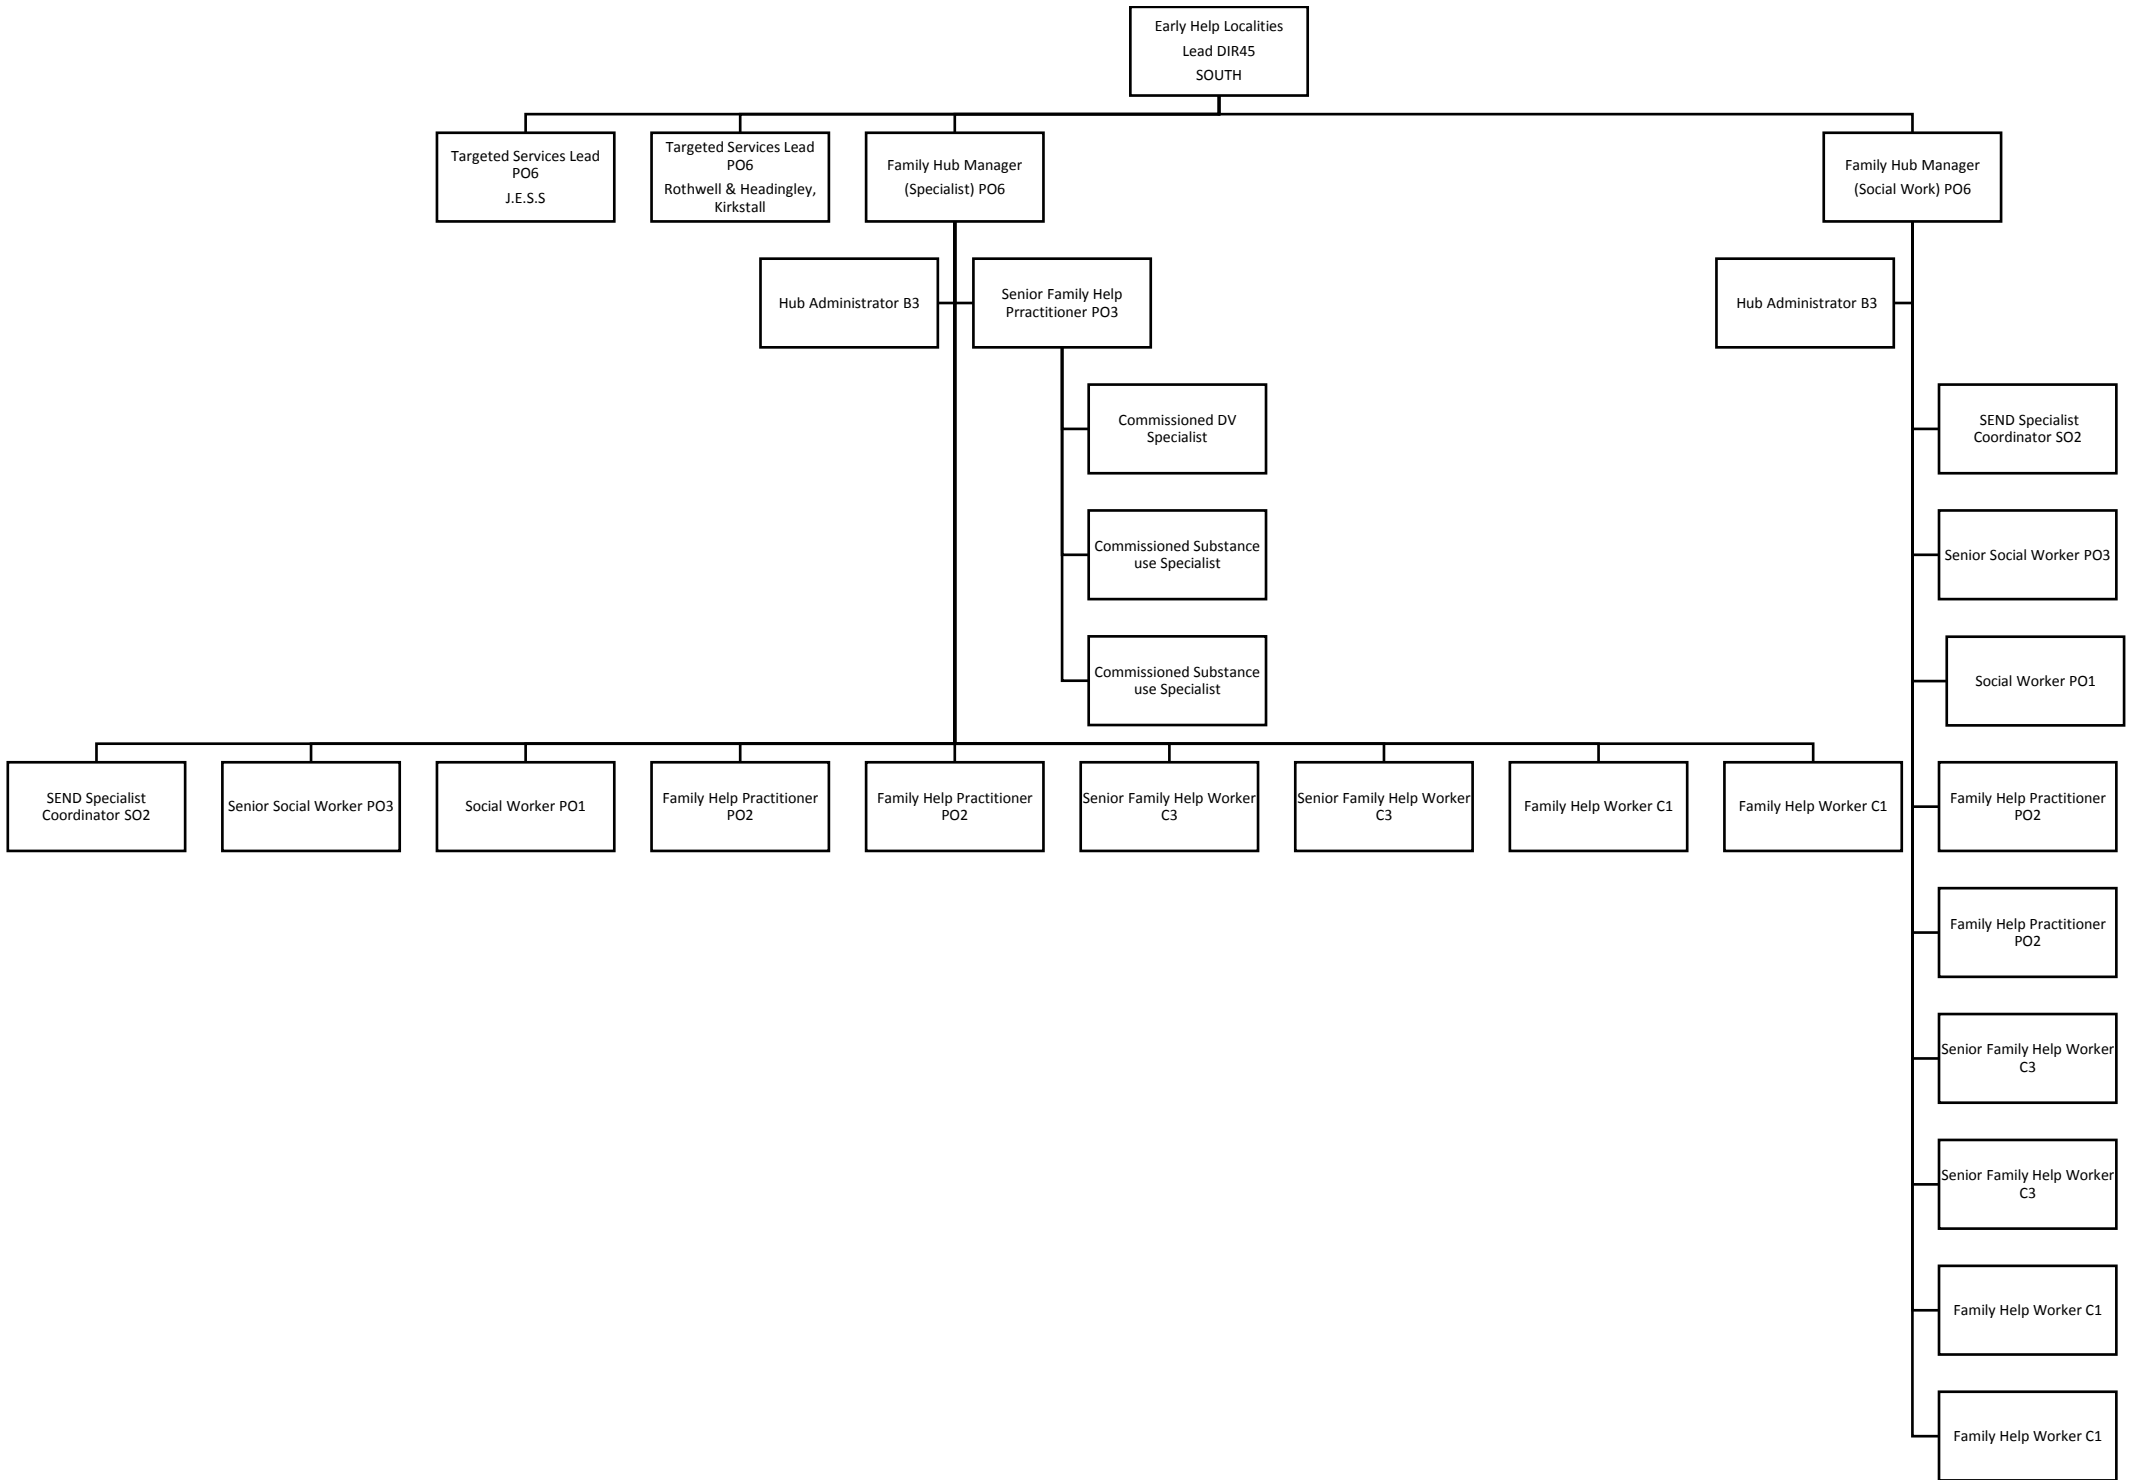 Early Help Localities
Lead DIR45
SOUTH
Targeted Services Lead
PO6
J.E.S.S
Targeted Services Lead
PO6
Rothwell & Headingley,
Kirkstall
Family Hub Manager
(Specialist) PO6
Family Hub Manager
(Social Work) PO6
Hub Administrator B3
Senior Family Help
Prractitioner PO3
Hub Administrator B3
Commissioned DV
Specialist
Commissioned Substance
use Specialist
Commissioned Substance
use Specialist
SEND Specialist
Coordinator SO2
Senior Social Worker PO3
Social Worker PO1
Family Help Practitioner
PO2
Family Help Practitioner
PO2
Senior Family Help Worker
C3
Senior Family Help Worker
C3
Family Help Worker C1
Family Help Worker C1
SEND Specialist
Coordinator SO2
Senior Social Worker PO3
Social Worker PO1
Family Help Practitioner
PO2
Family Help Practitioner
PO2
Senior Family Help Worker
C3
Senior Family Help Worker
C3
Family Help Worker C1
Family Help Worker C1